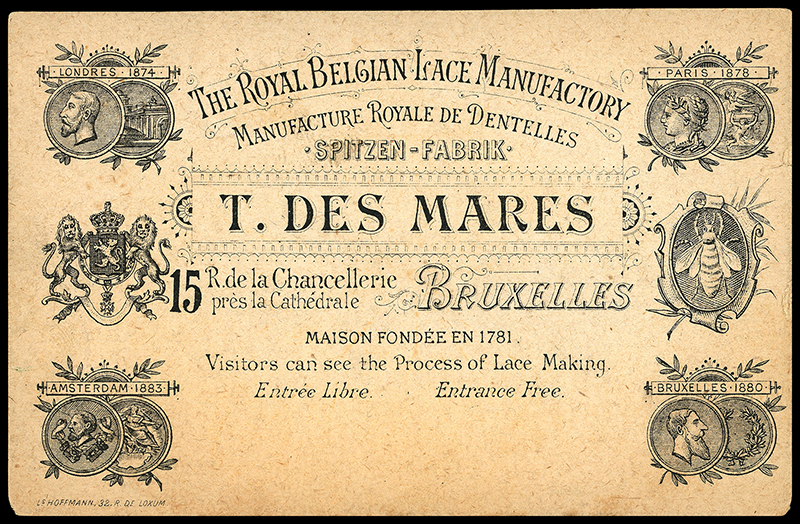 LONDRES · 1874
PARIS · 1878
THE ROYAL BELGIAN LACE MANUFACTORY
MANUFACTURE ROYALE DE DENTELLES
· SPITZEN-FABRIK ·
T. DES MARES
15 R. de la Chancellerie
près la Cathédrale
BRUXELLES
MAISON FONDÉE EN 1781.
Visitors can see the Process of Lace Making.
Entrée Libre. · Entrance Free.
AMSTERDAM · 1883
BRUXELLES · 1880
Ls HOFFMANN, 32, R. DE LOXUM